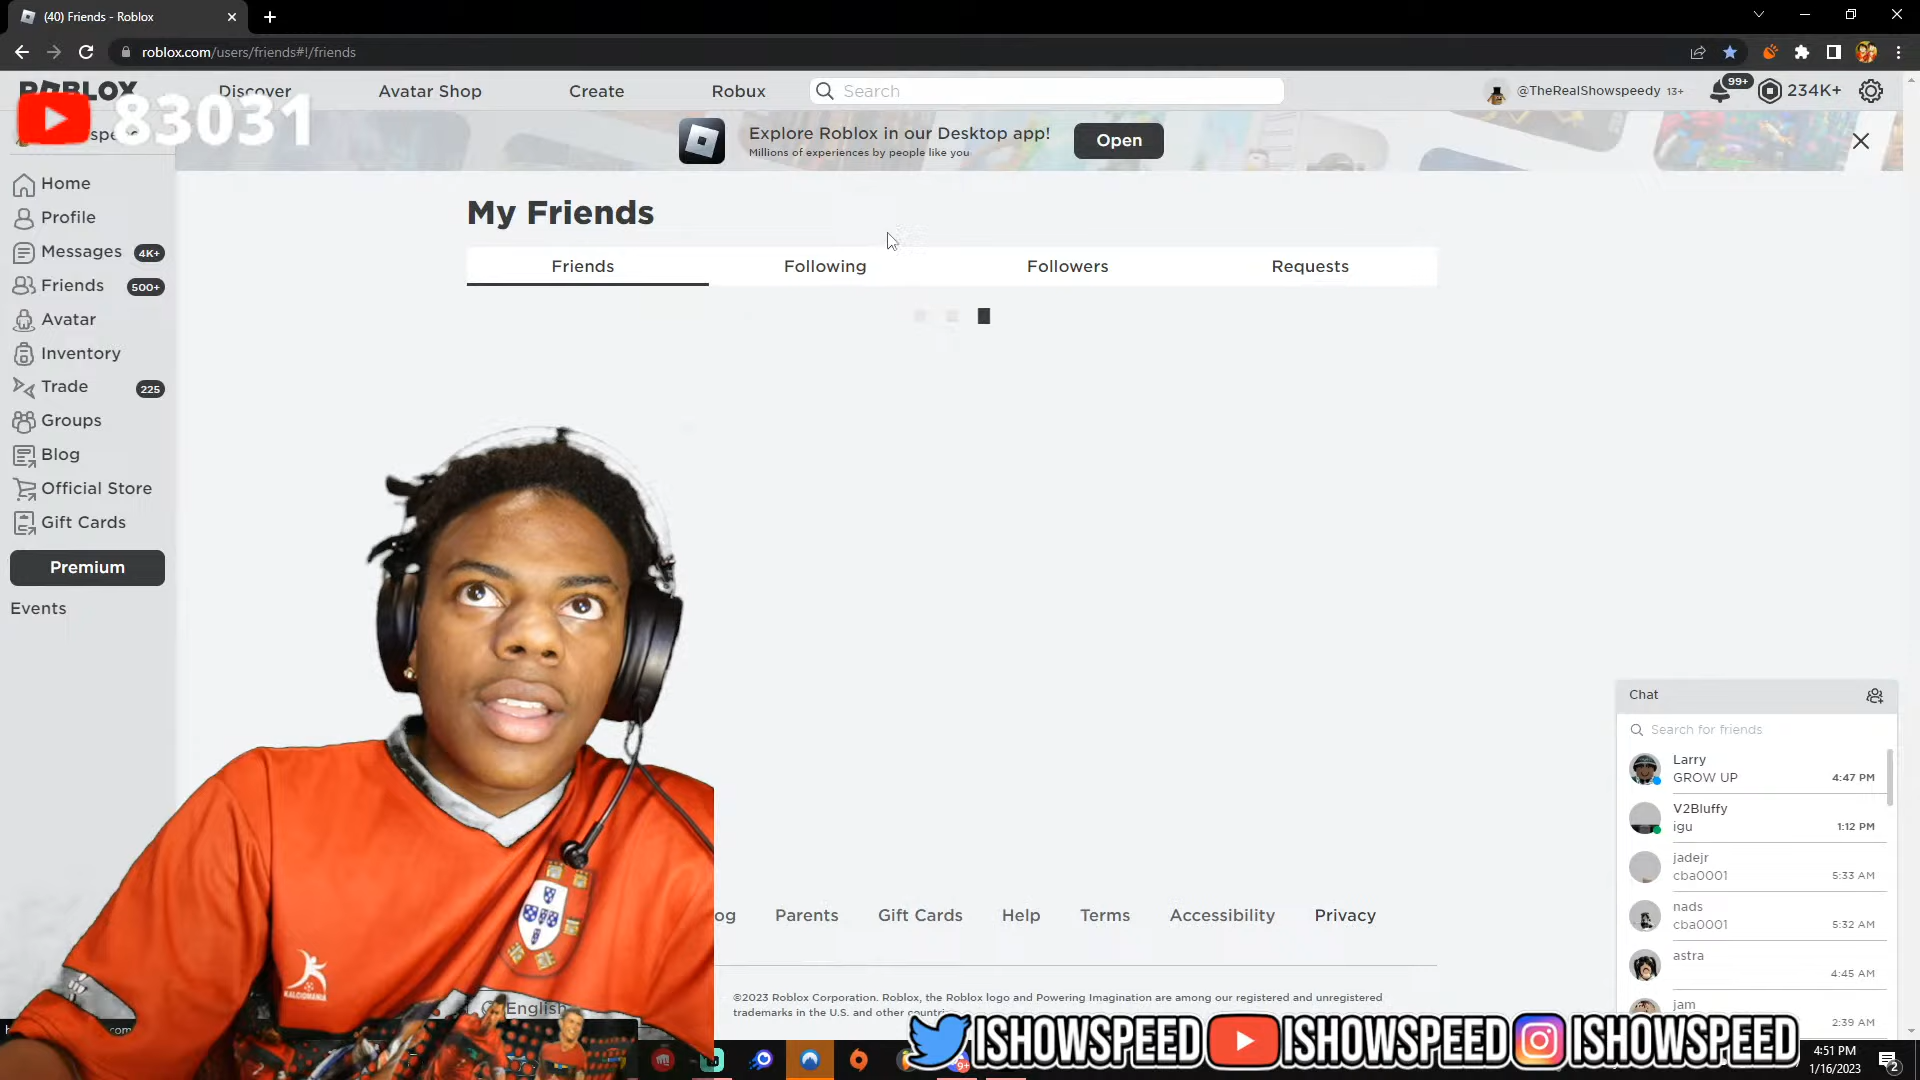 (40) Friends - Roblox
roblox.com/users/friends#!/friends
ROBLOX
Discover
Avatar Shop
Create
Robux
Search
@TheRealShowspeedy 13+
99+
234K+
83031
Explore Roblox in our Desktop app!
Millions of experiences by people like you
Open
Home
Profile
Messages 4K+
Friends 500+
Avatar
Inventory
Trade 225
Groups
Blog
Official Store
Gift Cards
Premium
Events
My Friends
Friends
Following
Followers
Requests
Chat
Search for friends
Larry
GROW UP 4:47 PM
V2Bluffy
igu 1:12 PM
jadejr
cba0001 5:33 AM
nads
cba0001 5:32 AM
astra
4:45 AM
jam
2:39 AM
Parents
Gift Cards
Help
Terms
Accessibility
Privacy
English
KALCIOMANIA
©2023 Roblox Corporation. Roblox, the Roblox logo and Powering Imagination are among our registered and unregistered
trademarks in the U.S. and other
ISHOWSPEED ISHOWSPEED ISHOWSPEED
9+
4:51 PM
1/16/2023
2